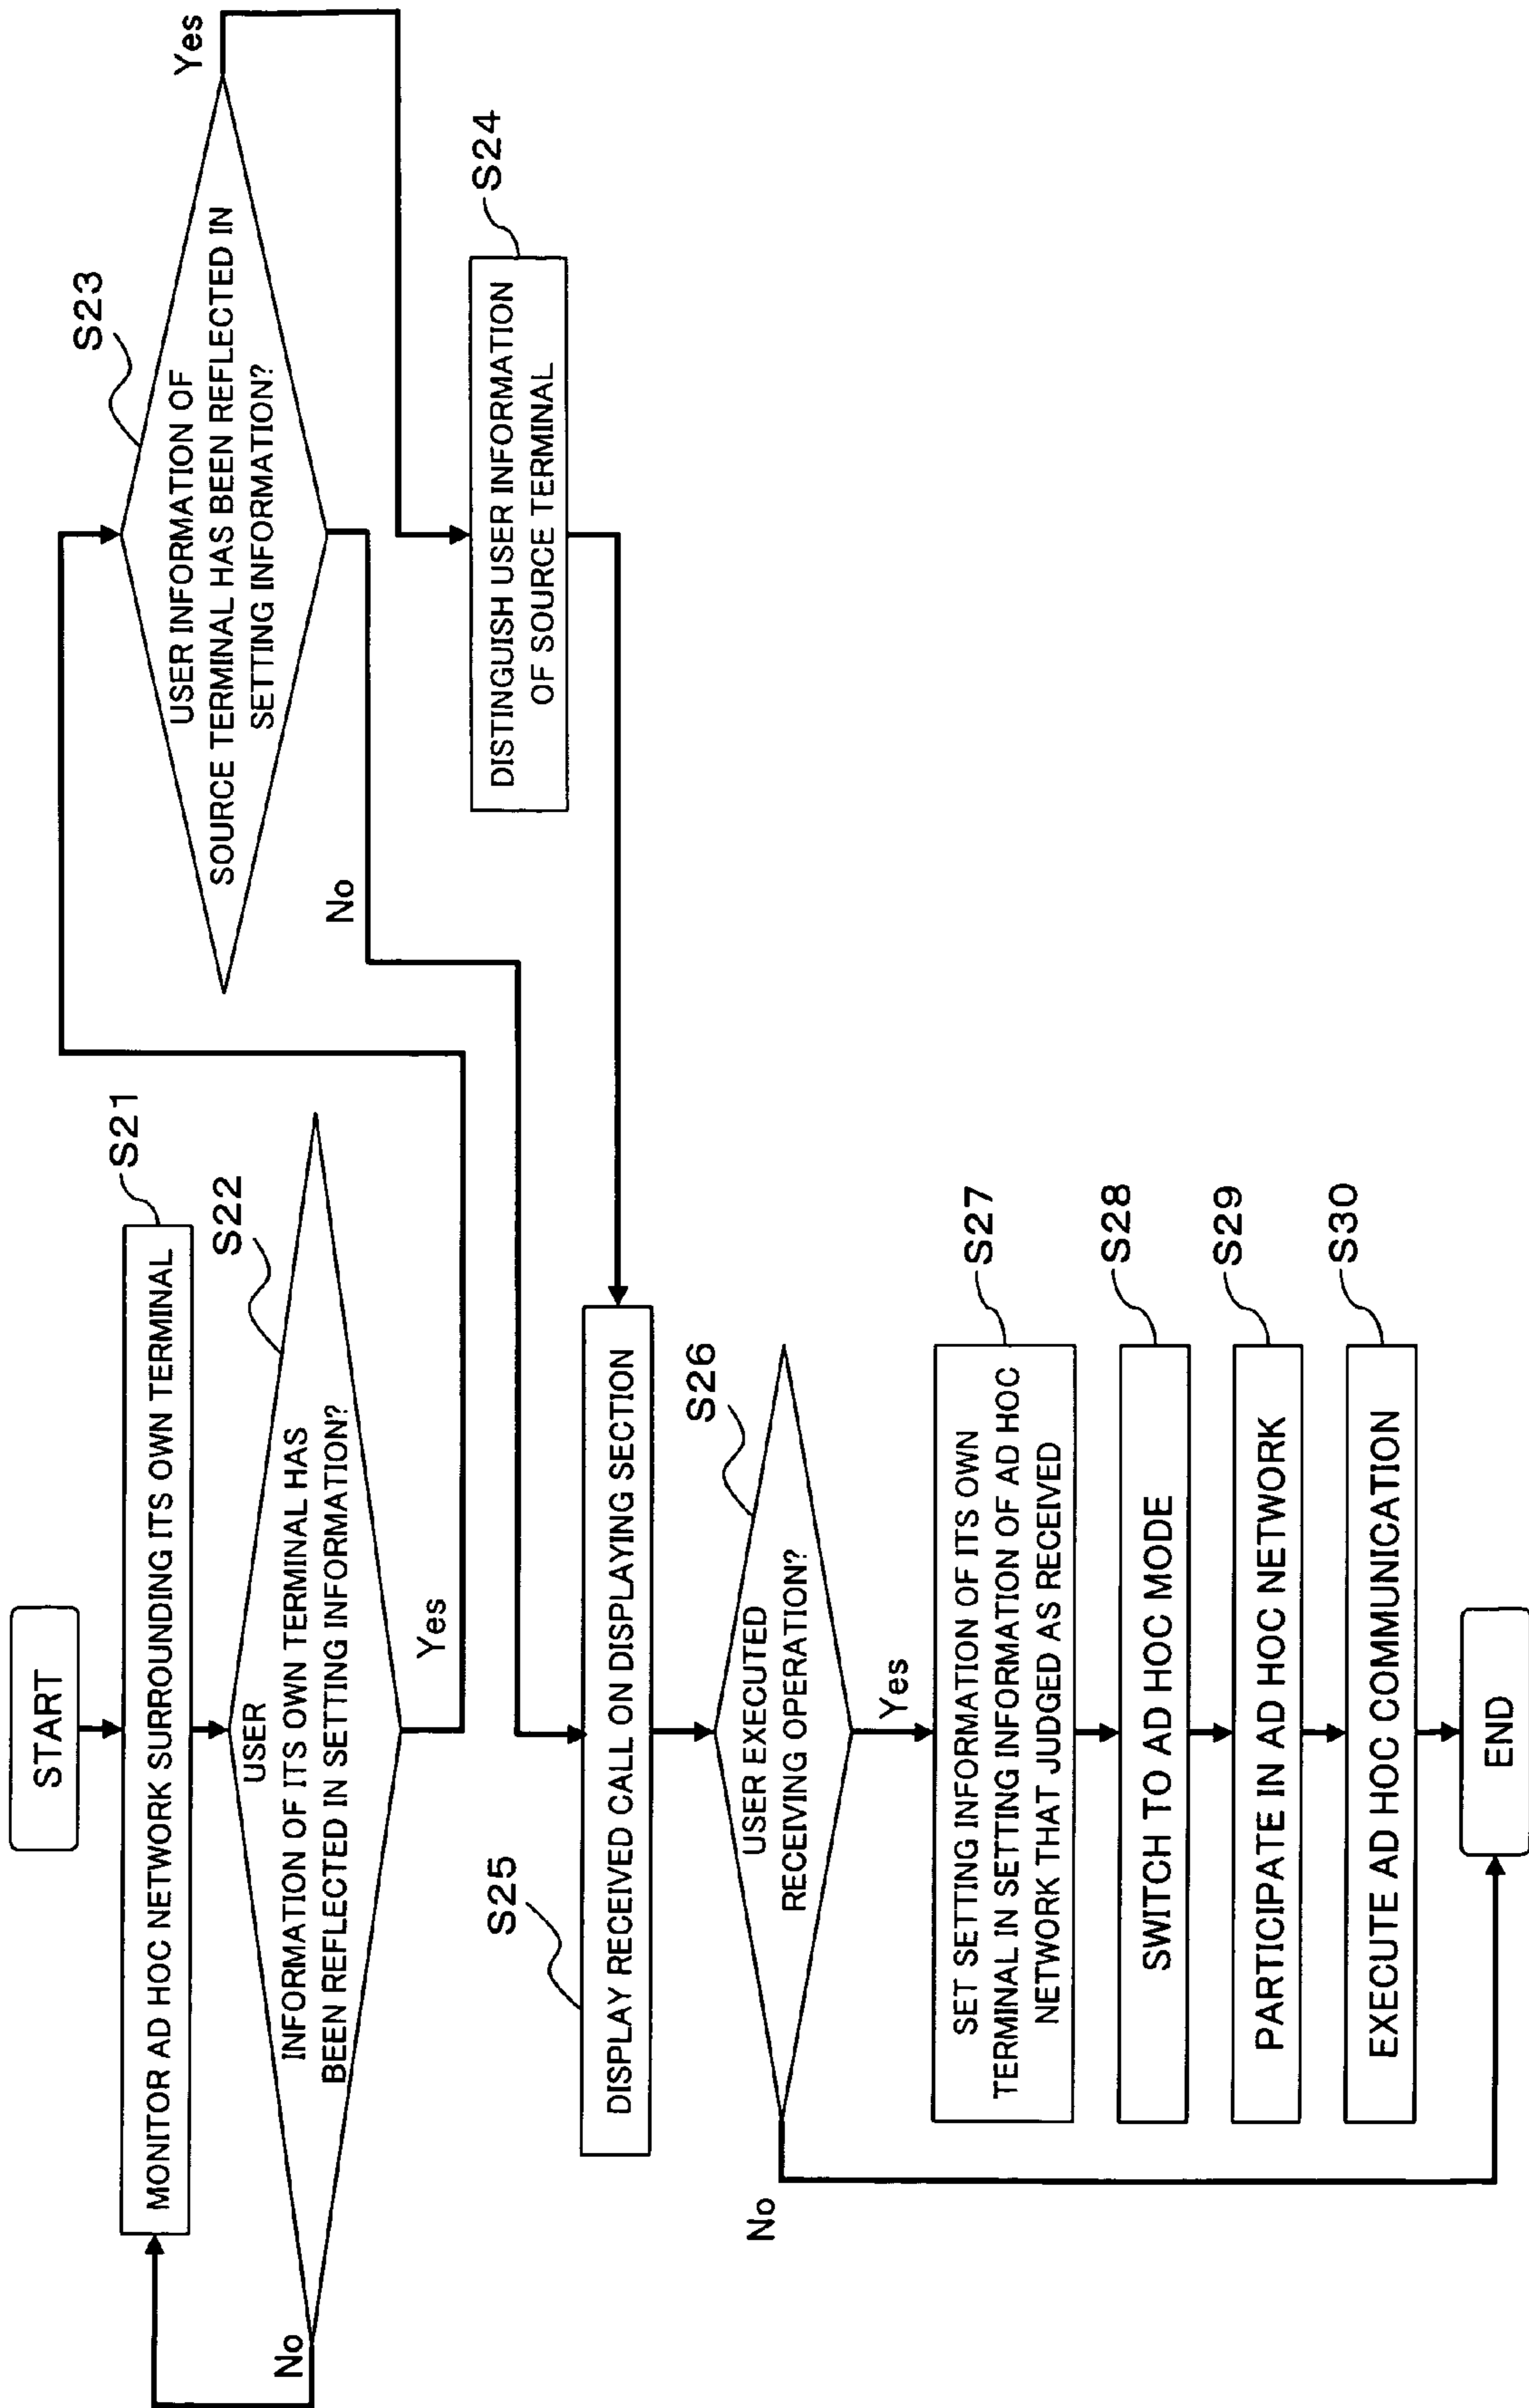 START
MONITOR AD HOC NETWORK SURROUNDING ITS OWN TERMINAL
S21
USER
INFORMATION OF ITS OWN TERMINAL HAS
BEEN REFLECTED IN SETTING INFORMATION?
S22
No
Yes
USER INFORMATION OF
SOURCE TERMINAL HAS BEEN REFLECTED IN
SETTING INFORMATION?
S23
Yes
No
DISTINGUISH USER INFORMATION
OF SOURCE TERMINAL
S24
S25
DISPLAY RECEIVED CALL ON DISPLAYING SECTION
USER EXECUTED
RECEIVING OPERATION?
S26
No
Yes
SET SETTING INFORMATION OF ITS OWN
TERMINAL IN SETTING INFORMATION OF AD HOC
NETWORK THAT JUDGED AS RECEIVED
S27
SWITCH TO AD HOC MODE
S28
PARTICIPATE IN AD HOC NETWORK
S29
EXECUTE AD HOC COMMUNICATION
S30
END